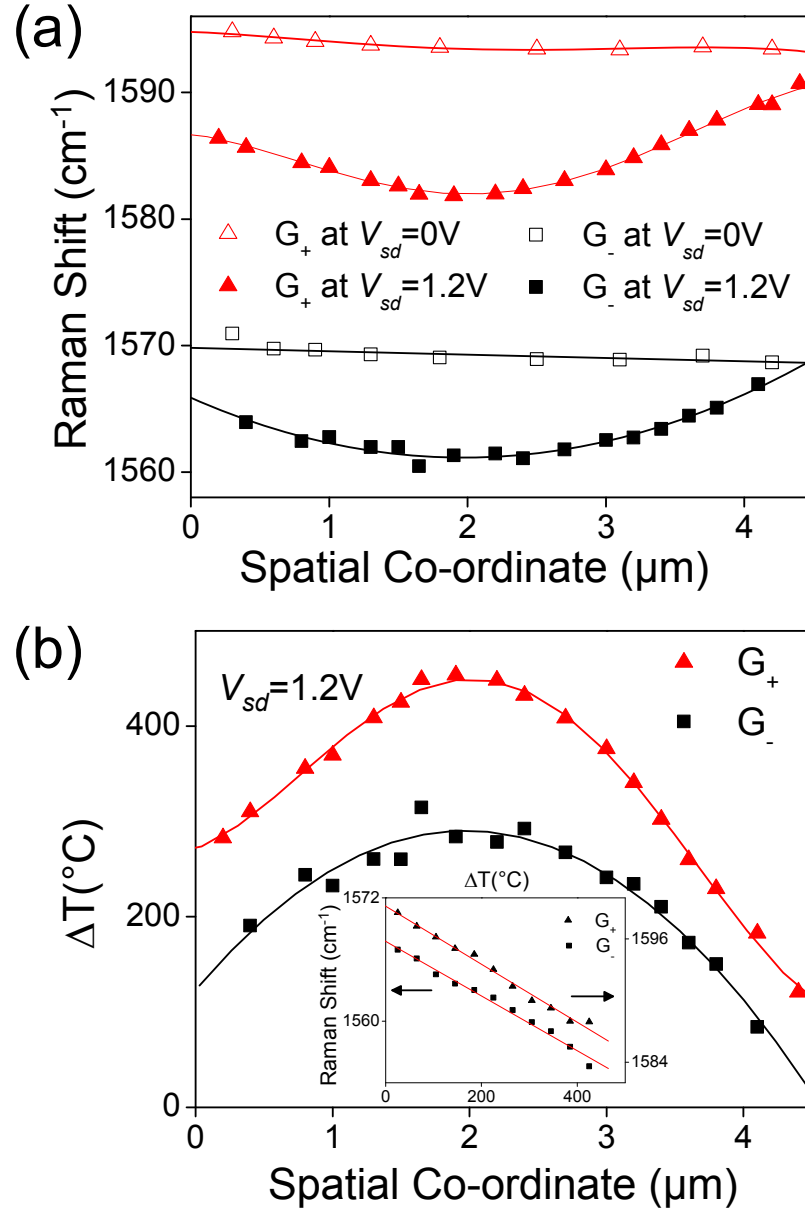 (a)
1590
1580
1570
1560
Raman Shift (cm⁻¹)
G₊ at Vsd=0V
G₋ at Vsd=0V
G₊ at Vsd=1.2V
G₋ at Vsd=1.2V
0 1 2 3 4
Spatial Co-ordinate (µm)
(b)
Vsd=1.2V
G₊
G₋
400
200
0
ΔT(°C)
ΔT(°C)
1572
1560
Raman Shift (cm⁻¹)
G₊
G₋
1596
1584
0 200 400
0 1 2 3 4
Spatial Co-ordinate (µm)